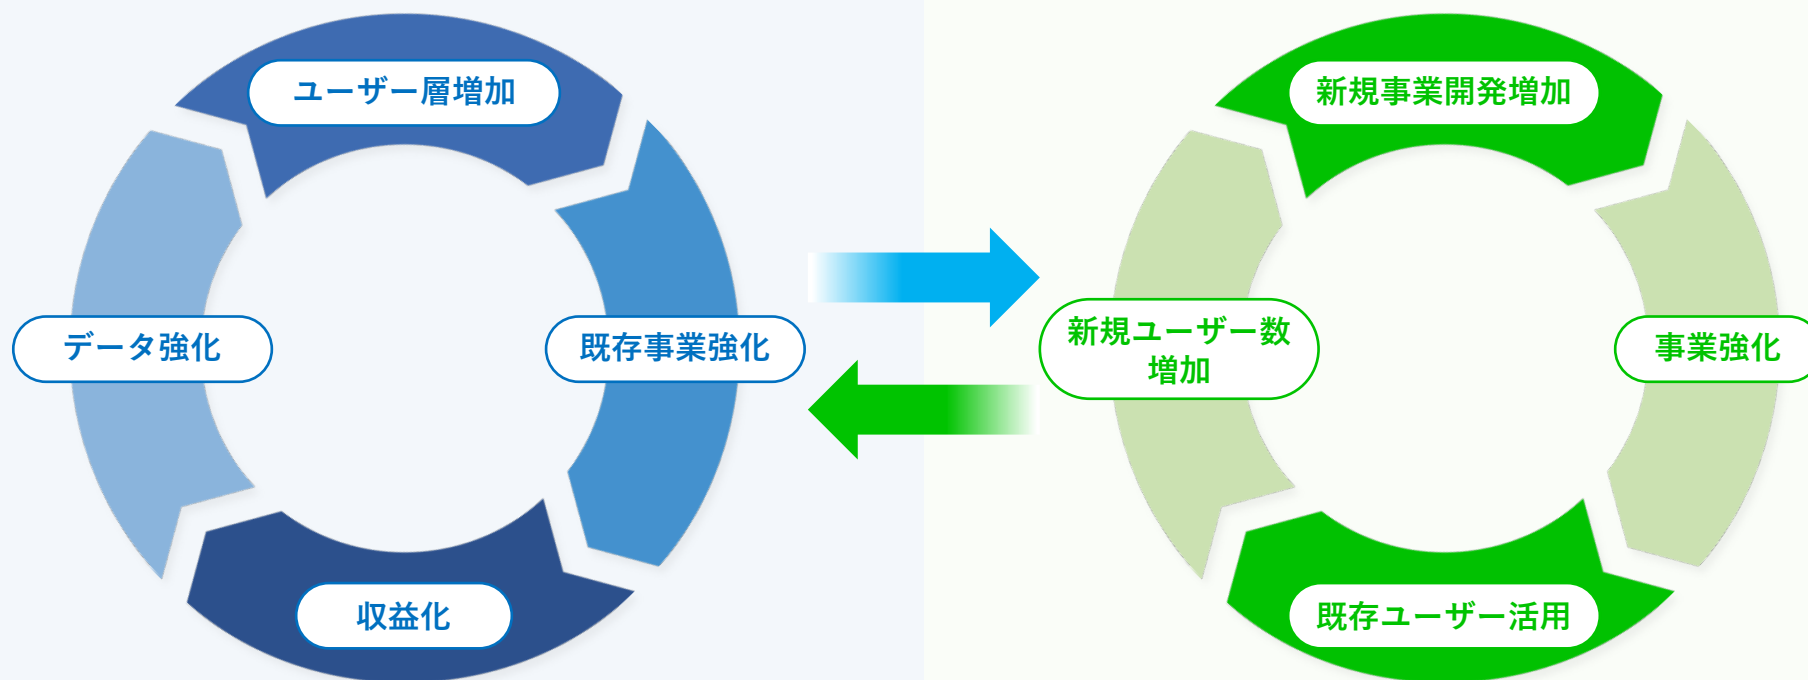 ユーザー層増加
データ強化
既存事業強化
収益化
新規事業開発増加
新規ユーザー数
増加
事業強化
既存ユーザー活用